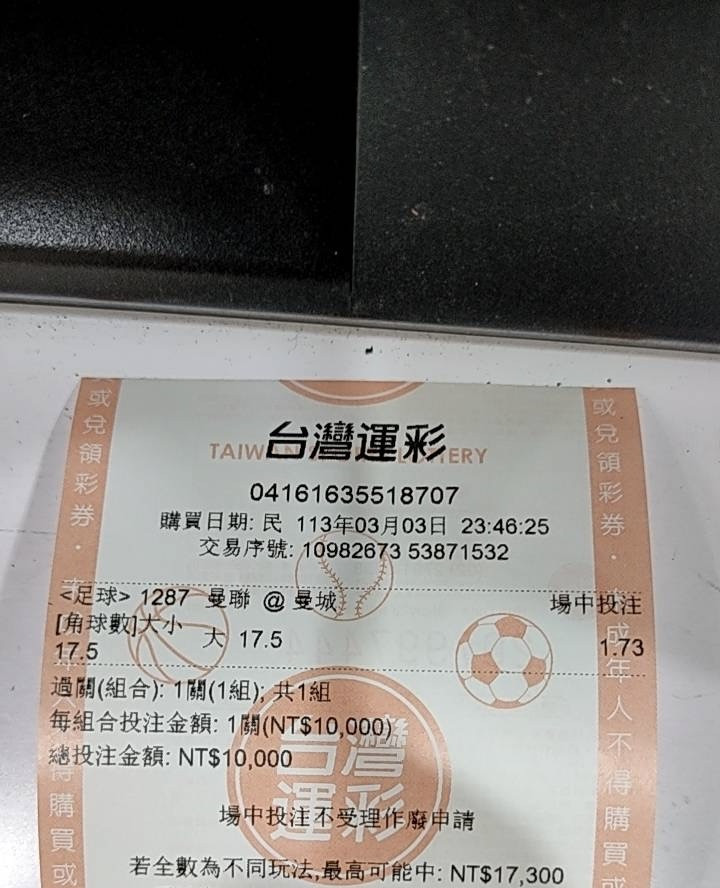 台灣運彩
TAIWAN LOTTERY
04161635518707
購買日期: 民 113年03月03日 23:46:25
交易序號: 10982673 53871532
<足球> 1287 曼聯 @ 曼城 場中投注
[角球數]大小 大 17.5 1.73
17.5
過關(組合): 1關(1組); 共1組
每組合投注金額: 1關(NT$10,000)
總投注金額: NT$10,000
台灣運彩
場中投注不受理作廢申請
若全數為不同玩法,最高可能中: NT$17,300
或兌領彩券・
得購買或
或兌領彩券・
成年人不得購買或